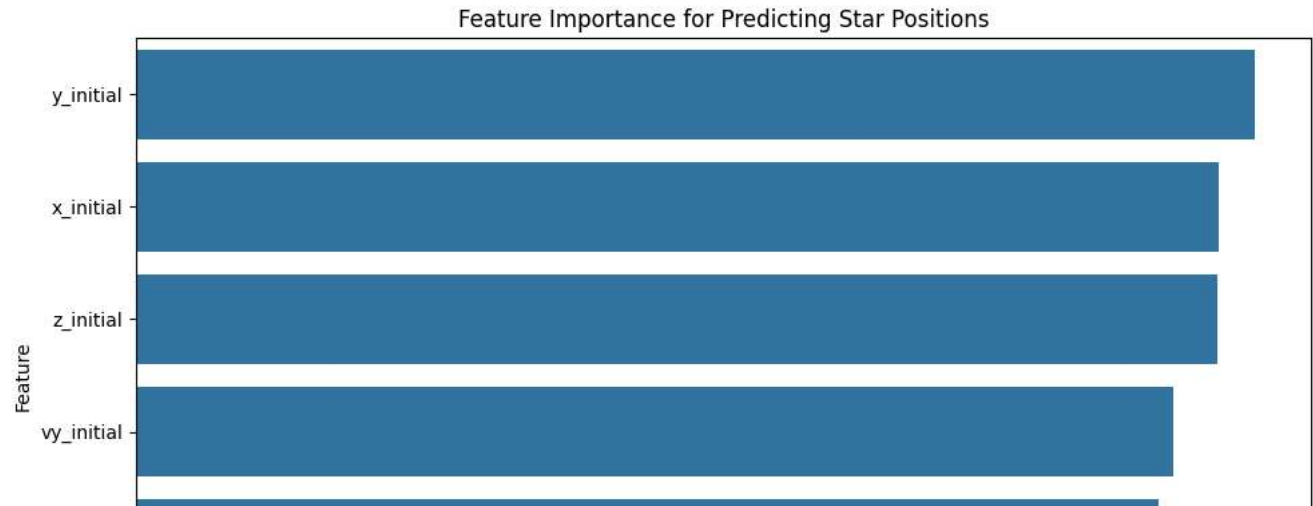 Feature Importance for Predicting Star Positions
y_initial
x_initial
z_initial
Feature
vy_initial